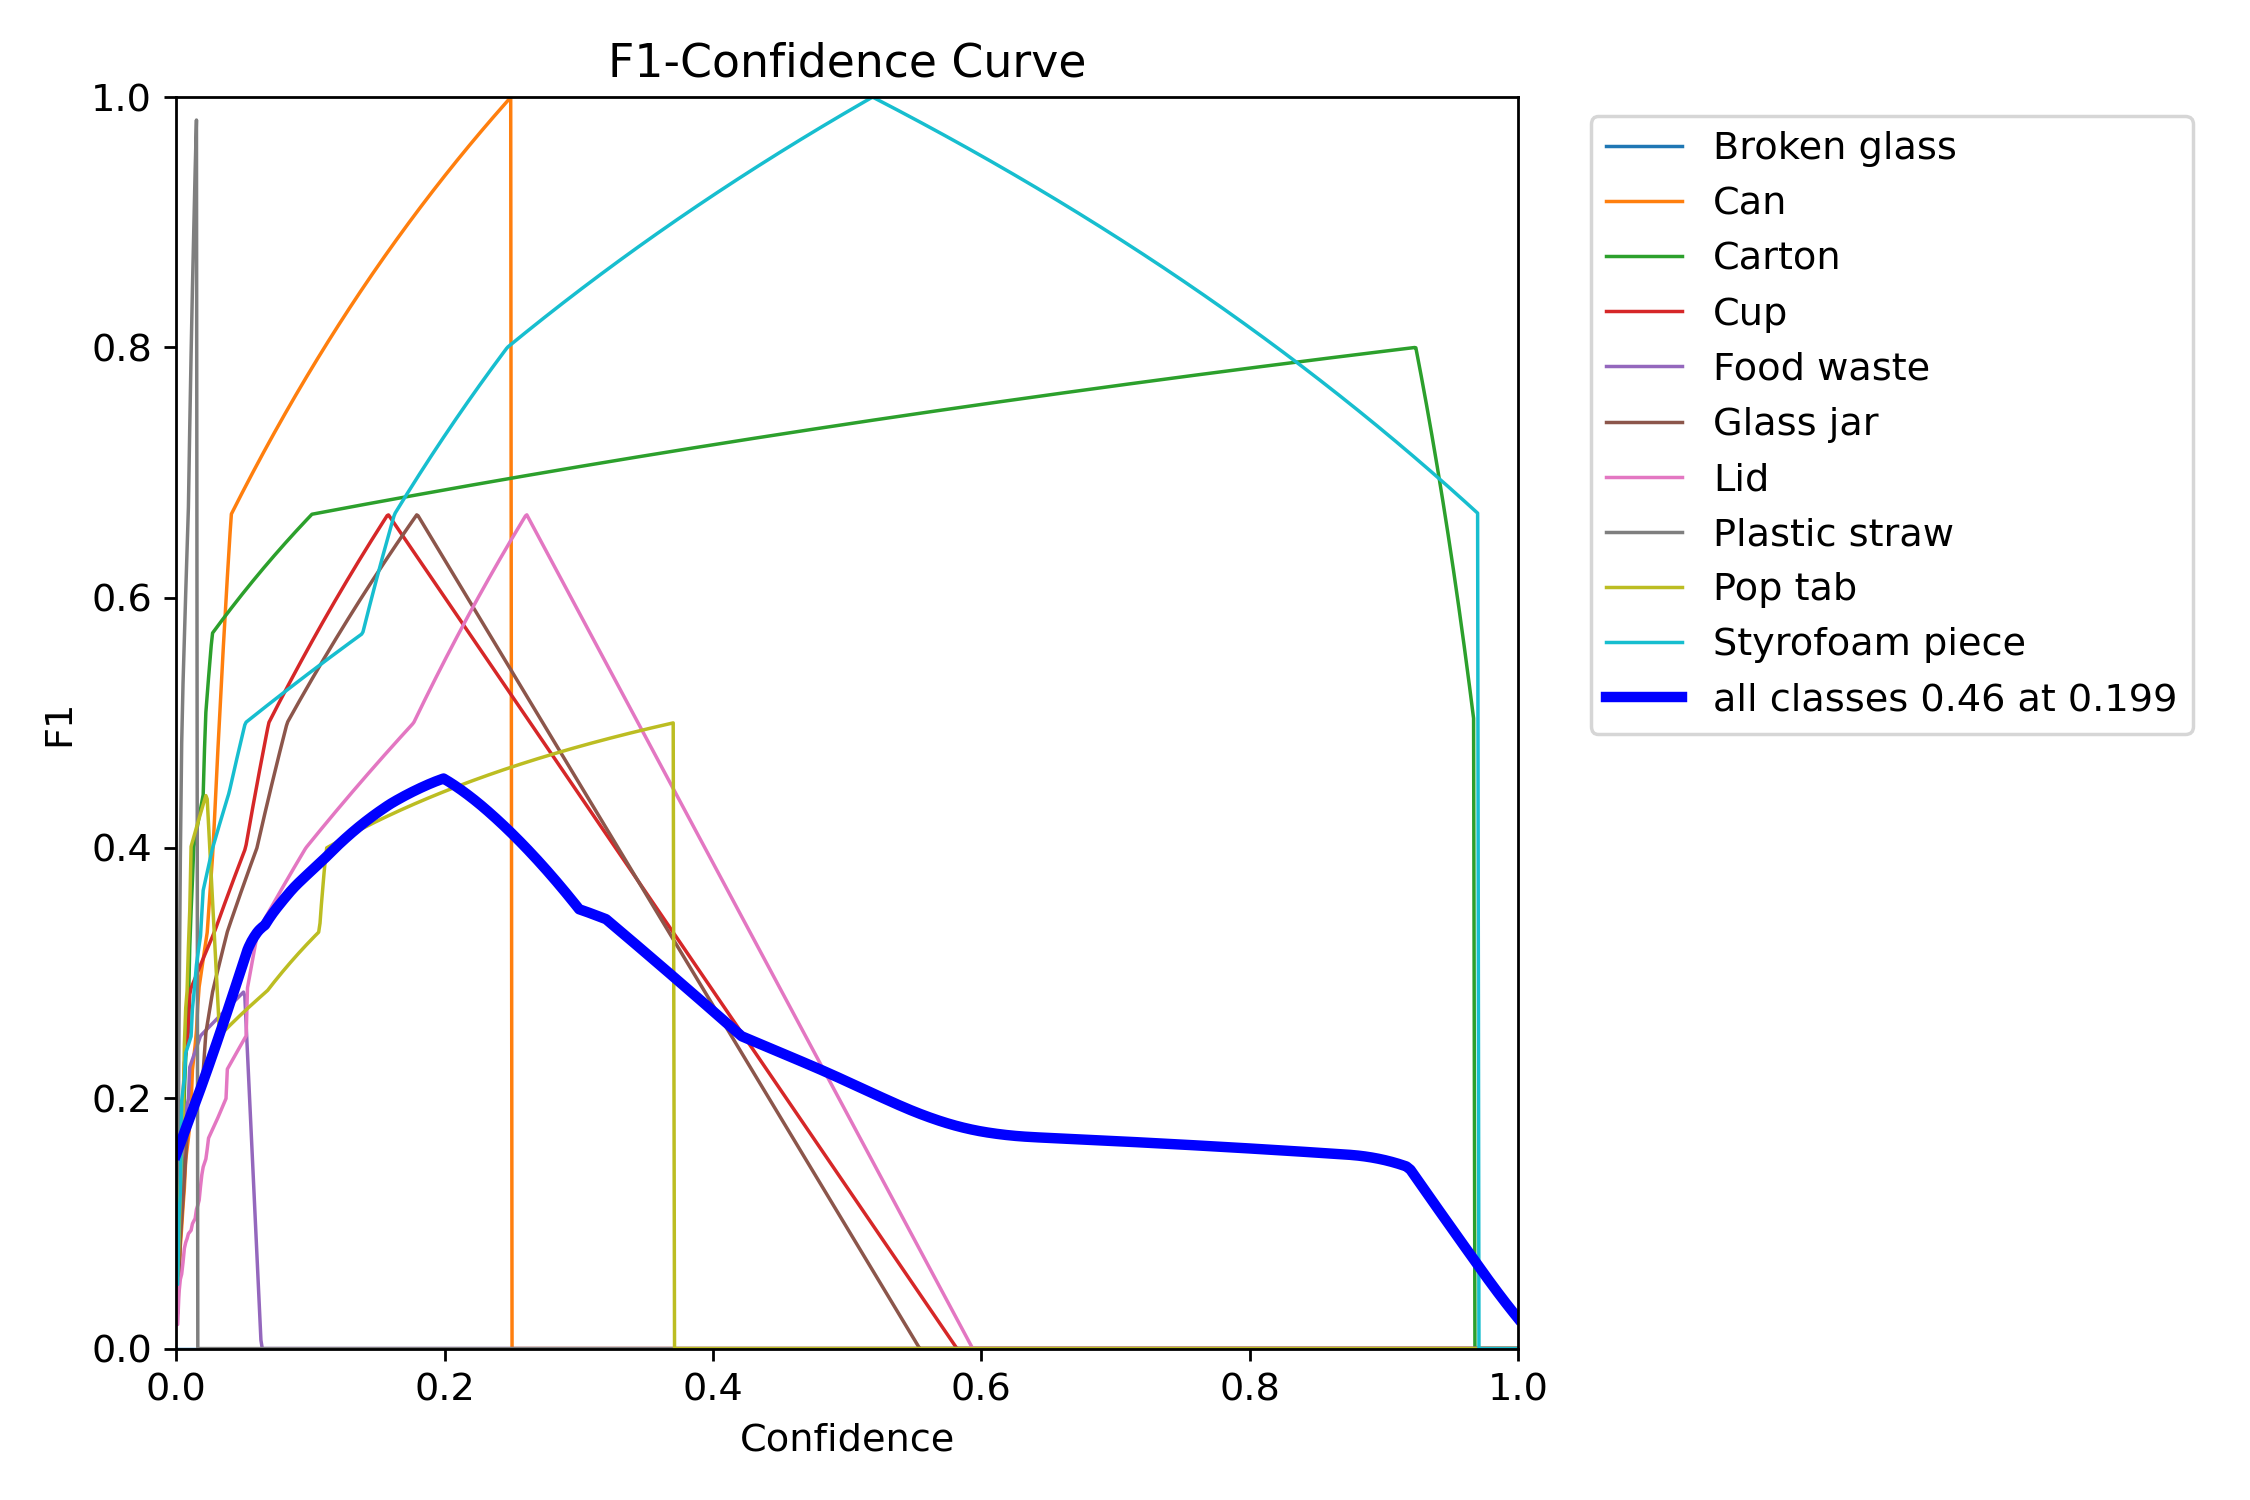 F1-Confidence Curve
1.0
0.8
0.6
0.4
0.2
0.0
F1
0.0 0.2 0.4 0.6 0.8 1.0
Confidence
Broken glass
Can
Carton
Cup
Food waste
Glass jar
Lid
Plastic straw
Pop tab
Styrofoam piece
all classes 0.46 at 0.199